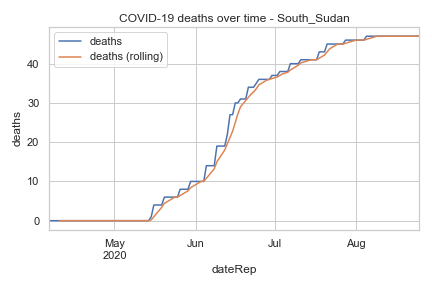 COVID-19 deaths over time - South_Sudan
deaths
deaths (rolling)
deaths
40
30
20
10
0
May
2020
Jun
Jul
Aug
dateRep